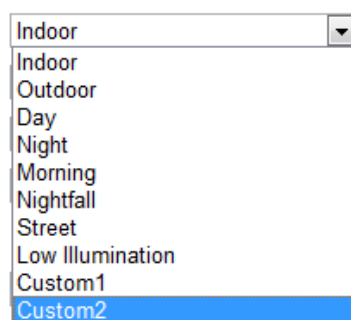 Indoor
Indoor
Outdoor
Day
Night
Morning
Nightfall
Street
Low Illumination
Custom1
Custom2